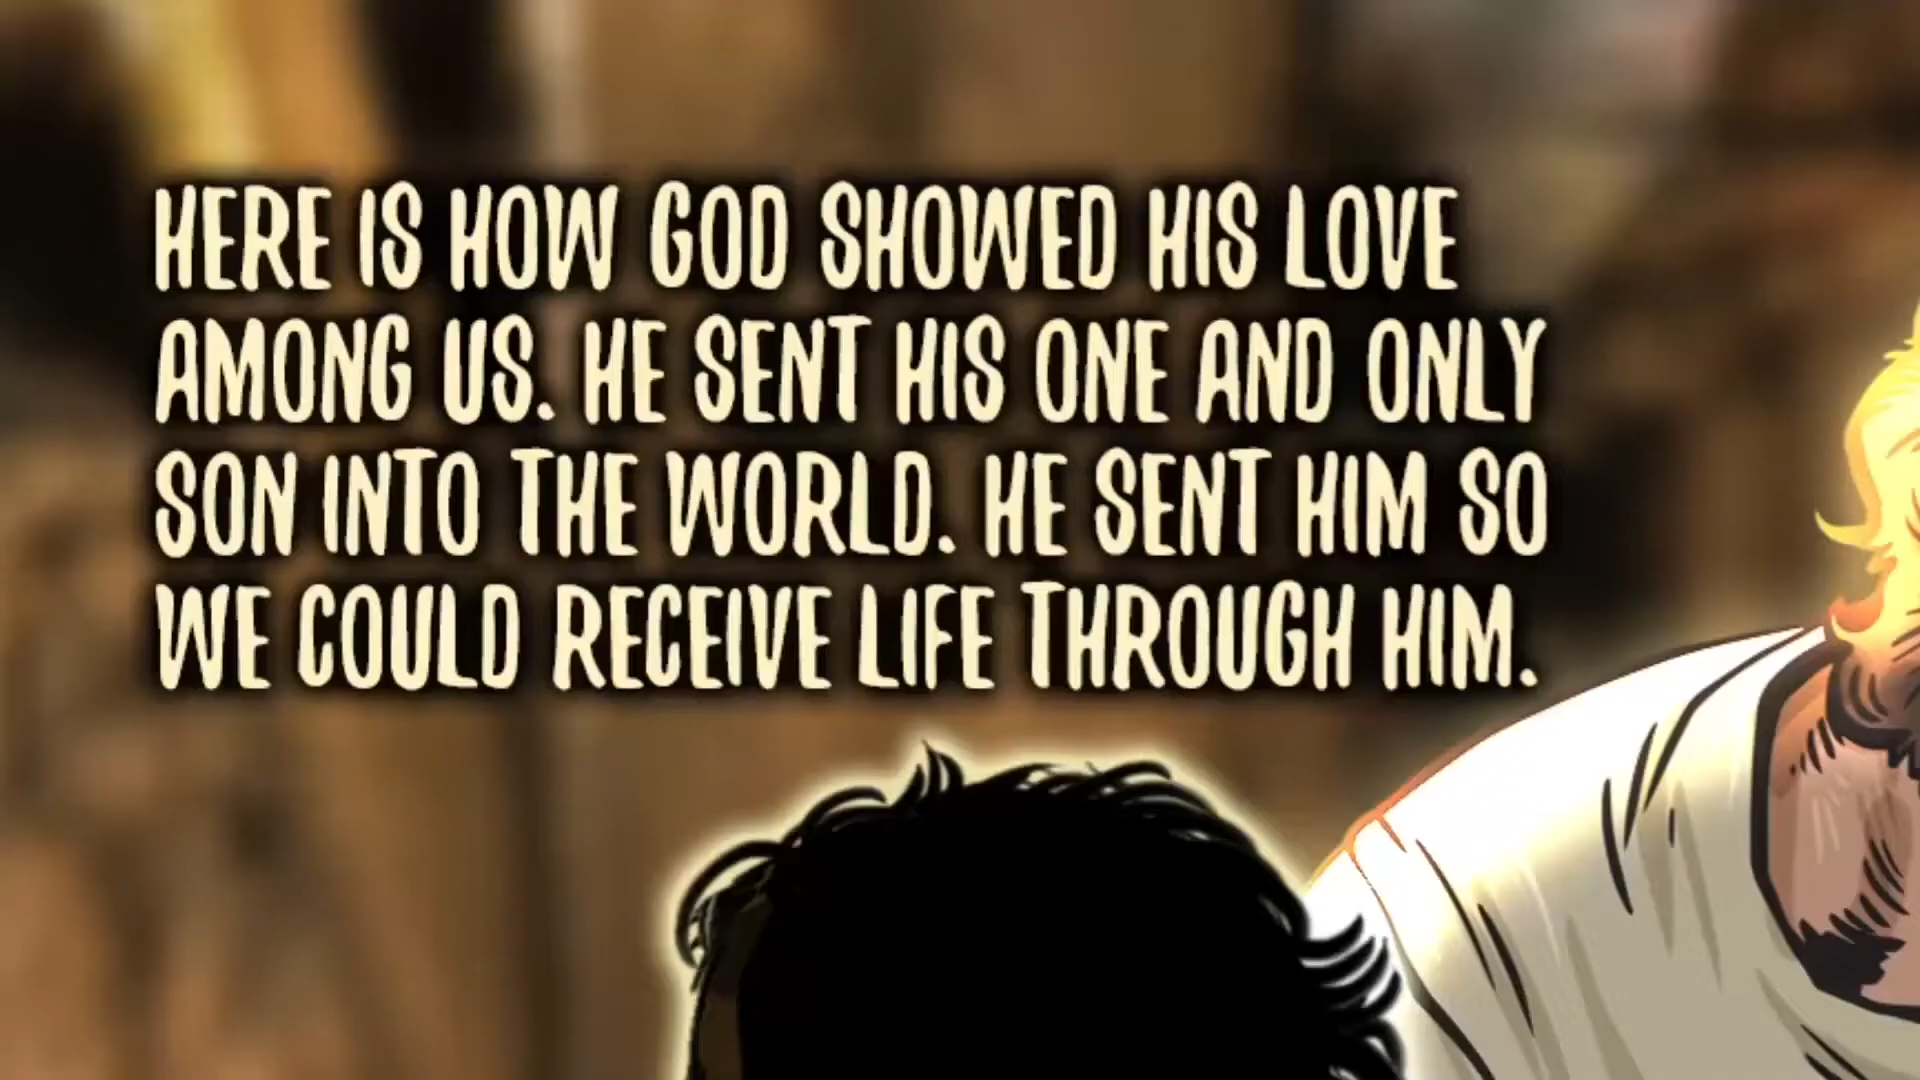 HERE IS HOW GOD SHOWED HIS LOVE
AMONG US. HE SENT HIS ONE AND ONLY
SON INTO THE WORLD. HE SENT HIM SO
WE COULD RECEIVE LIFE THROUGH HIM.